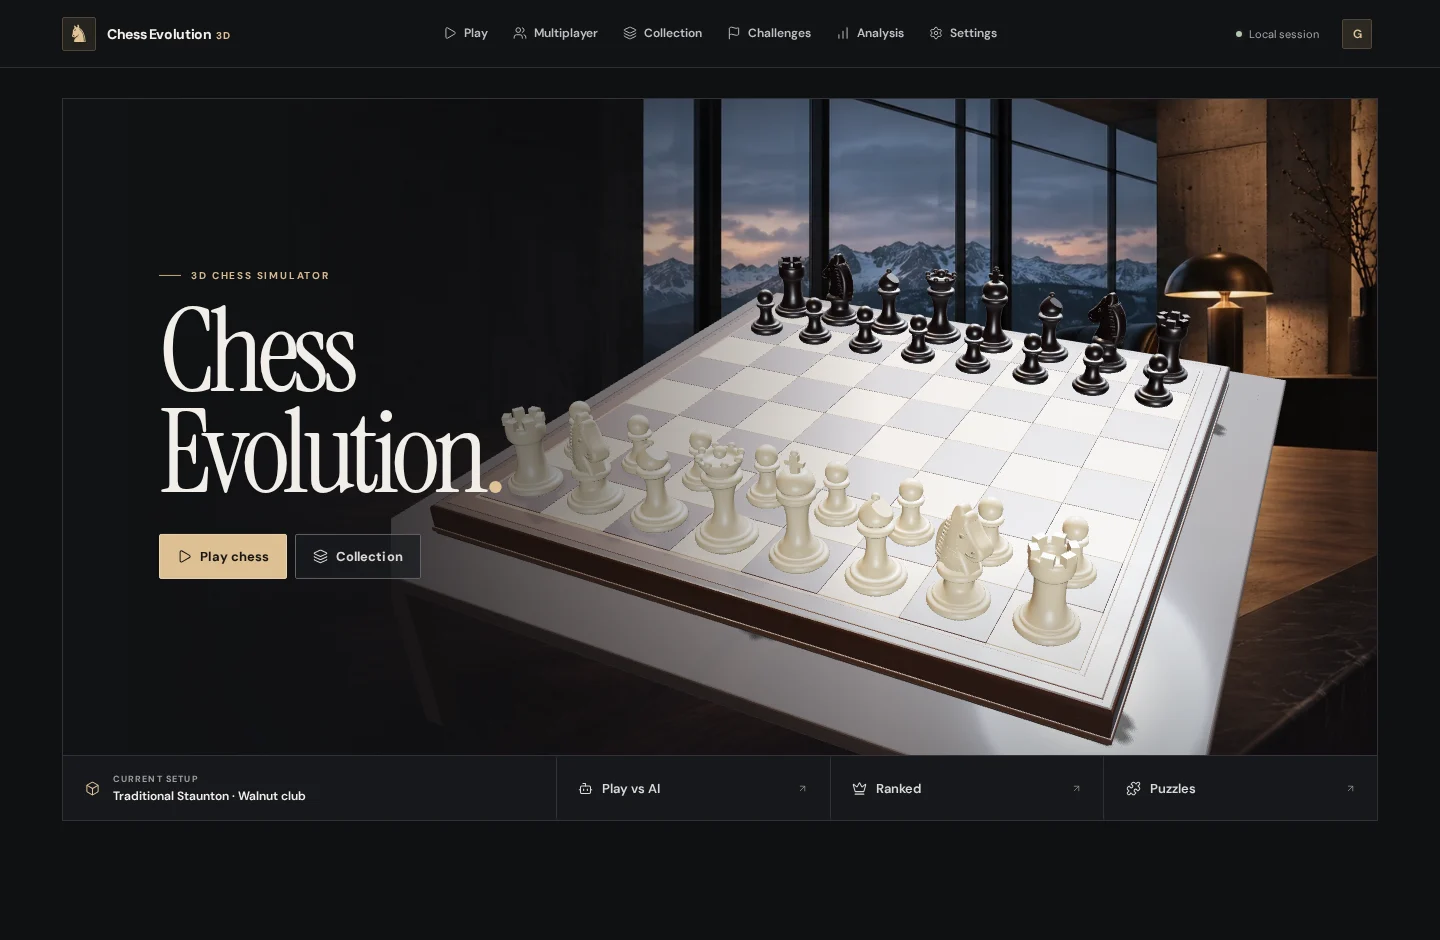 Chess Evolution 3D
Play
Multiplayer
Collection
Challenges
Analysis
Settings
Local session
G
3D CHESS SIMULATOR
Chess
Evolution.
Play chess
Collection
CURRENT SETUP
Traditional Staunton · Walnut club
Play vs AI
Ranked
Puzzles